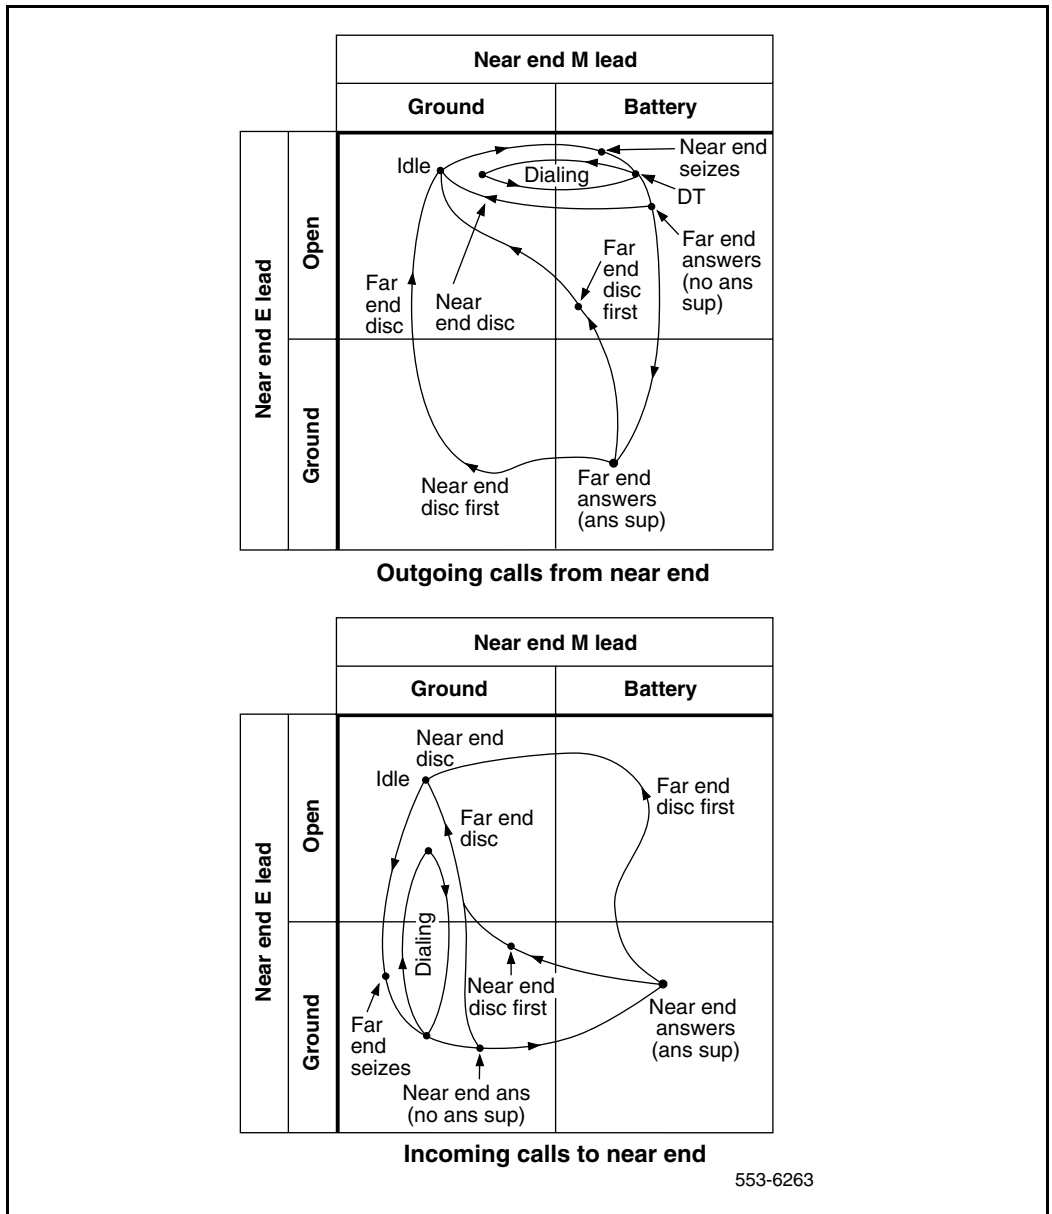 Near end M lead
Ground
Battery
Near end E lead
Open
Ground
Idle
Near end
seizes
Dialing
DT
Far end
answers
(no ans
sup)
Far
end
disc
first
Far
end
disc
Near
end disc
Near end
disc first
Far end
answers
(ans sup)
Outgoing calls from near end
Near end M lead
Ground
Battery
Near end E lead
Open
Ground
Near end
disc
Idle
Far end
disc
Far end
disc first
Dialing
Near end
disc first
Far
end
seizes
Near end
answers
(ans sup)
Near end ans
(no ans sup)
Incoming calls to near end
553-6263